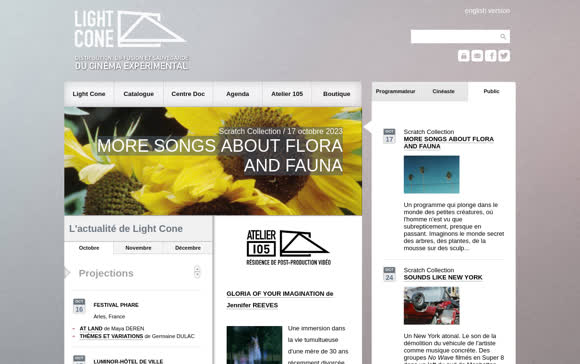 LIGHT
CONE
DISTRIBUTION, DIFFUSION ET SAUVEGARDE
DU CINÉMA EXPÉRIMENTAL
english version
Light Cone
Catalogue
Centre Doc
Agenda
Atelier 105
Boutique
Scratch Collection / 17 octobre 2023
MORE SONGS ABOUT FLORA
AND FAUNA
L'actualité de Light Cone
Octobre
Novembre
Décembre
Projections
OCT
16
FESTIVAL PHARE
Arles, France
AT LAND de Maya DEREN
THÈMES ET VARIATIONS de Germaine DULAC
OCT
LUMINOR-HÔTEL DE VILLE
ATELIER
105
RÉSIDENCE DE POST-PRODUCTION VIDÉO
GLORIA OF YOUR IMAGINATION de
Jennifer REEVES
Une immersion dans
la vie tumultueuse
d'une mère de 30 ans
récemment divorcée
Programmateur
Cinéaste
Public
OCT
17
Scratch Collection
MORE SONGS ABOUT FLORA
AND FAUNA
Un programme qui plonge dans le
monde des petites créatures, où
l'homme n'est vu que
subrepticement, presque en
passant. Imaginons le monde secret
des arbres, des plantes, de la
mousse sur des sculp...
OCT
24
Scratch Collection
SOUNDS LIKE NEW YORK
Un New York atonal. Le son de la
démolition du véhicule de l'artiste
comme musique concrète. Des
groupes No Wave filmés en Super 8